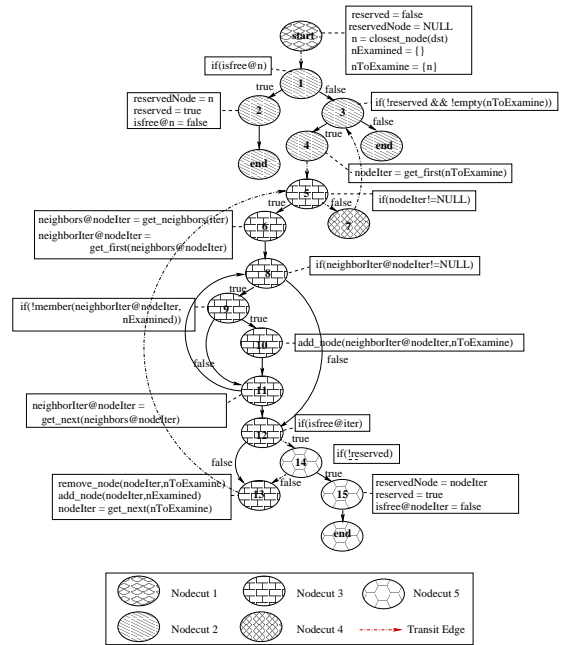 reserved = false
reservedNode = NULL
n = closest_node(dst)
nExamined = {}
nToExamine = {n}
start
if(isfree@n)
1
true
false
reservedNode = n
reserved = true
isfree@n = false
2
3
if(!reserved && !empty(nToExamine))
true
false
end
4
end
nodeIter = get_first(nToExamine)
5
true
false
if(nodeIter!=NULL)
neighbors@nodeIter = get_neighbors(iter)
neighborIter@nodeIter =
get_first(neighbors@nodeIter)
6
7
8
if(neighborIter@nodeIter!=NULL)
true
if(!member(neighborIter@nodeIter,
nExamined))
9
true
10
add_node(neighborIter@nodeIter,nToExamine)
false
false
11
neighborIter@nodeIter =
get_next(neighbors@nodeIter)
if(isfree@iter)
12
true
false
14
if(!reserved)
remove_node(nodeIter,nToExamine)
add_node(nodeIter,nExamined)
nodeIter = get_next(nToExamine)
13
false
true
15
reservedNode = nodeIter
reserved = true
isfree@nodeIter = false
end
Nodecut 1
Nodecut 3
Nodecut 5
Nodecut 2
Nodecut 4
Transit Edge